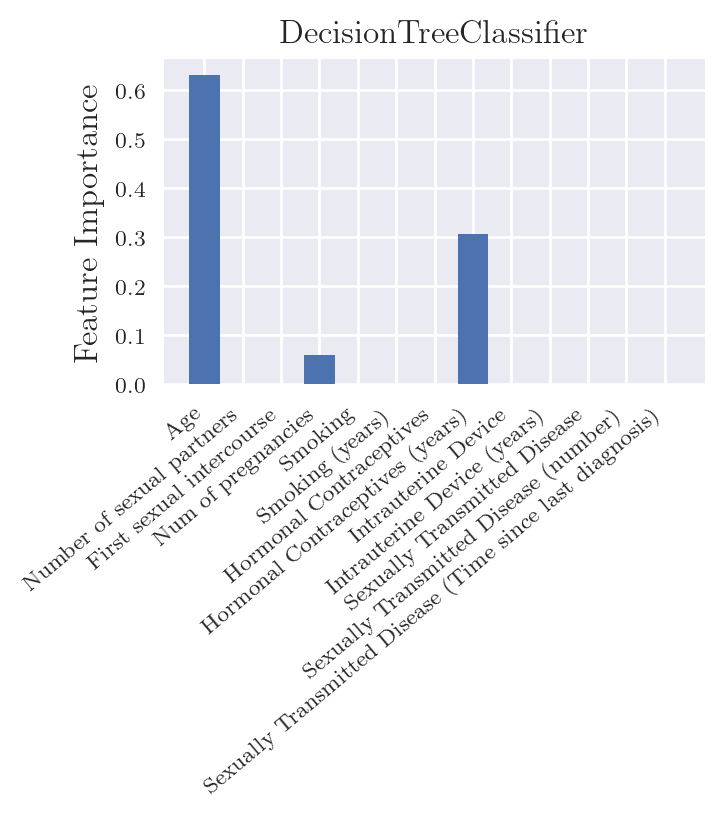 DecisionTreeClassifier
Feature Importance
0.6
0.5
0.4
0.3
0.2
0.1
0.0
Age
Number of sexual partners
First sexual intercourse
Num of pregnancies
Smoking
Smoking (years)
Hormonal Contraceptives
Hormonal Contraceptives (years)
Intrauterine Device
Intrauterine Device (years)
Sexually Transmitted Disease
Sexually Transmitted Disease (number)
Sexually Transmitted Disease (Time since last diagnosis)